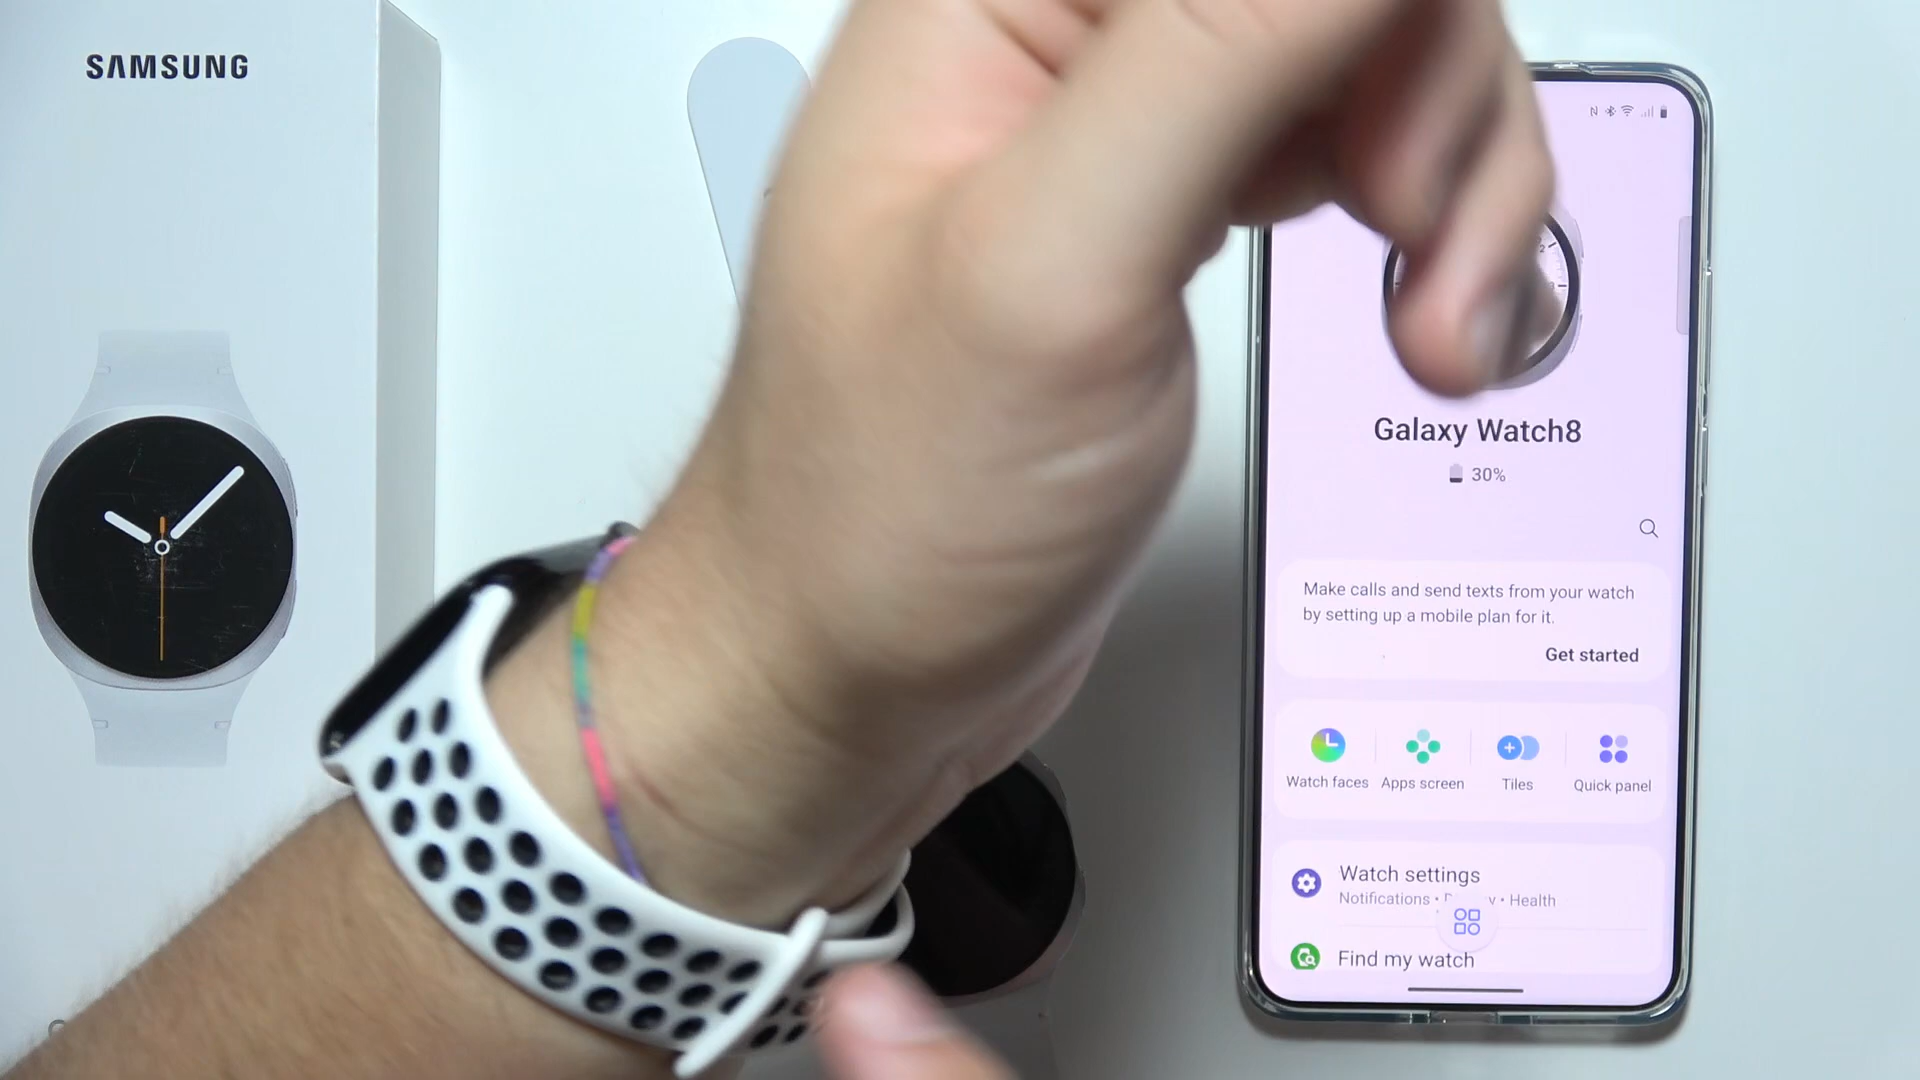 SAMSUNG
Galaxy Watch8
30%
Make calls and send texts from your watch
by setting up a mobile plan for it.
Get started
Watch faces
Apps screen
Tiles
Quick panel
Watch settings
Notifications • • Health
Find my watch